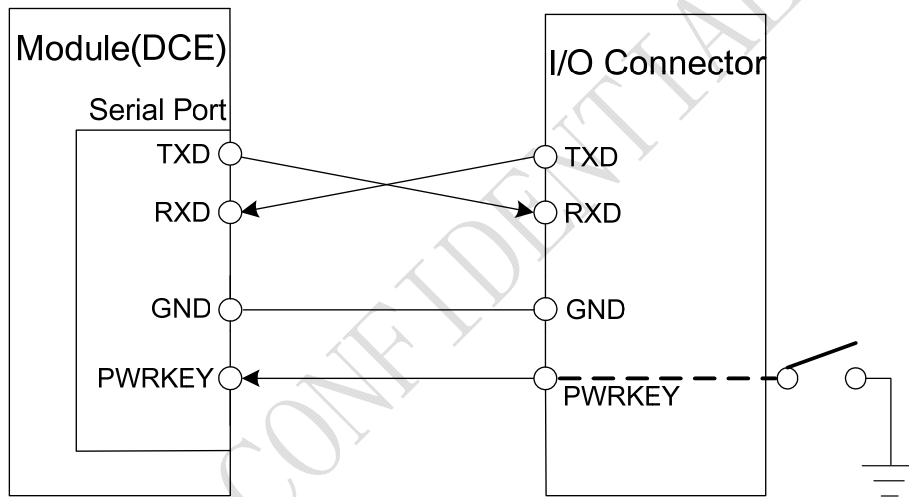 Module(DCE)
Serial Port
TXD
RXD
GND
PWRKEY
I/O Connector
TXD
RXD
GND
PWRKEY
CONFIDENTIAL